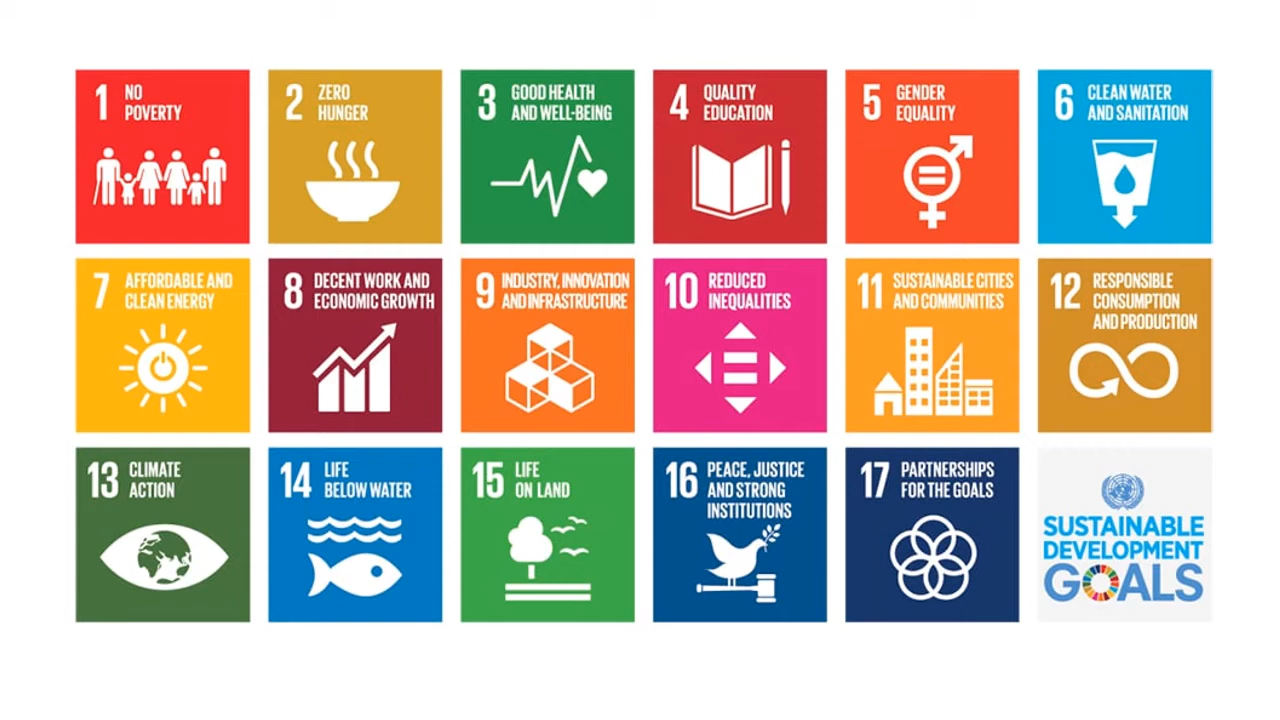 1 NO
POVERTY
2 ZERO
HUNGER
3 GOOD HEALTH
AND WELL-BEING
4 QUALITY
EDUCATION
5 GENDER
EQUALITY
6 CLEAN WATER
AND SANITATION
7 AFFORDABLE AND
CLEAN ENERGY
8 DECENT WORK AND
ECONOMIC GROWTH
9 INDUSTRY, INNOVATION
AND INFRASTRUCTURE
10 REDUCED
INEQUALITIES
11 SUSTAINABLE CITIES
AND COMMUNITIES
12 RESPONSIBLE
CONSUMPTION
AND PRODUCTION
13 CLIMATE
ACTION
14 LIFE
BELOW WATER
15 LIFE
ON LAND
16 PEACE, JUSTICE
AND STRONG
INSTITUTIONS
17 PARTNERSHIPS
FOR THE GOALS
SUSTAINABLE
DEVELOPMENT
GOALS